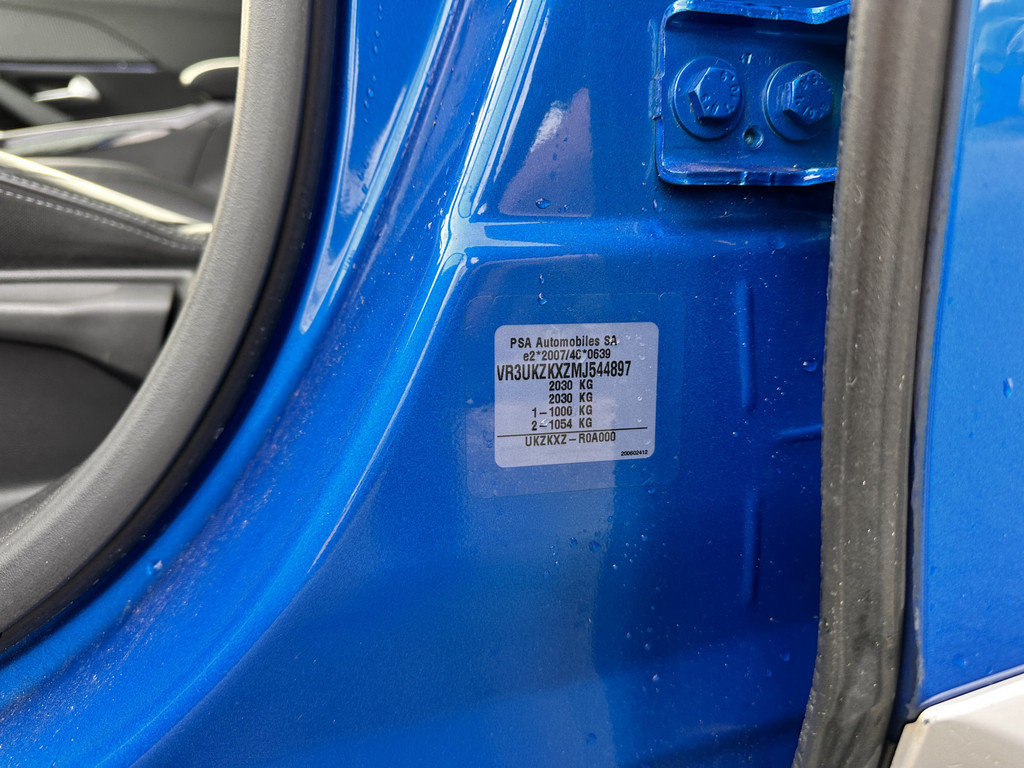 PSA Automobiles SA
e2*2007/46*0639
VR3UKZKXZMJ544897
2030 KG
2030 KG
1-1000 KG
2-1054 KG
UKZKXZ-R0A000
200602412